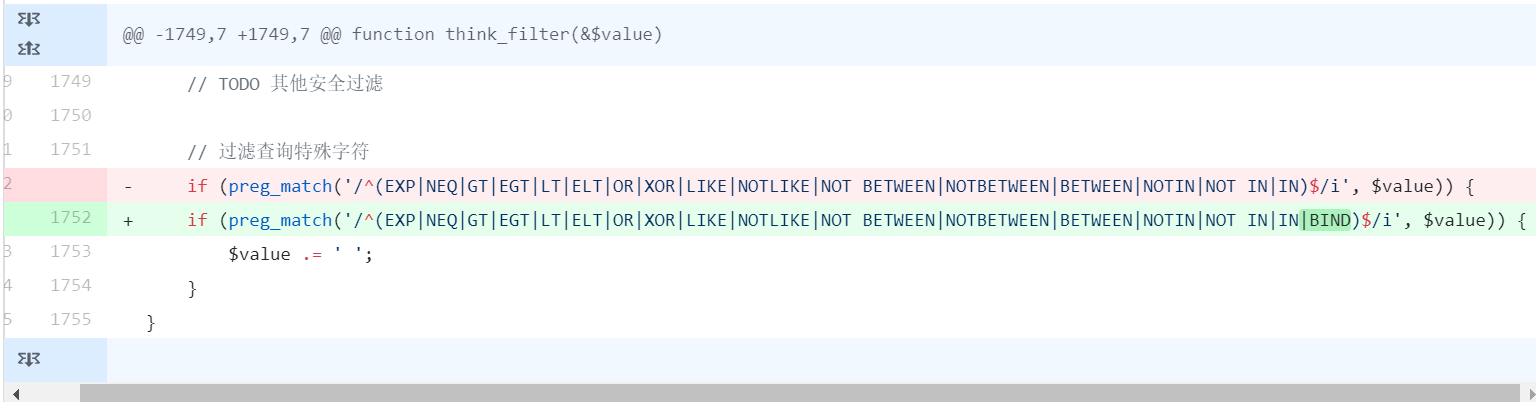 @@ -1749,7 +1749,7 @@ function think_filter(&$value)
9 1749 // TODO 其他安全过滤
0 1750
1 1751 // 过滤查询特殊字符
2 - if (preg_match('/^(EXP|NEQ|GT|EGT|LT|ELT|OR|XOR|LIKE|NOTLIKE|NOT BETWEEN|NOTBETWEEN|BETWEEN|NOTIN|NOT IN|IN)$/i', $value)) {
1752 + if (preg_match('/^(EXP|NEQ|GT|EGT|LT|ELT|OR|XOR|LIKE|NOTLIKE|NOT BETWEEN|NOTBETWEEN|BETWEEN|NOTIN|NOT IN|IN|BIND)$/i', $value)) {
3 1753 $value .= ' ';
4 1754 }
5 1755 }